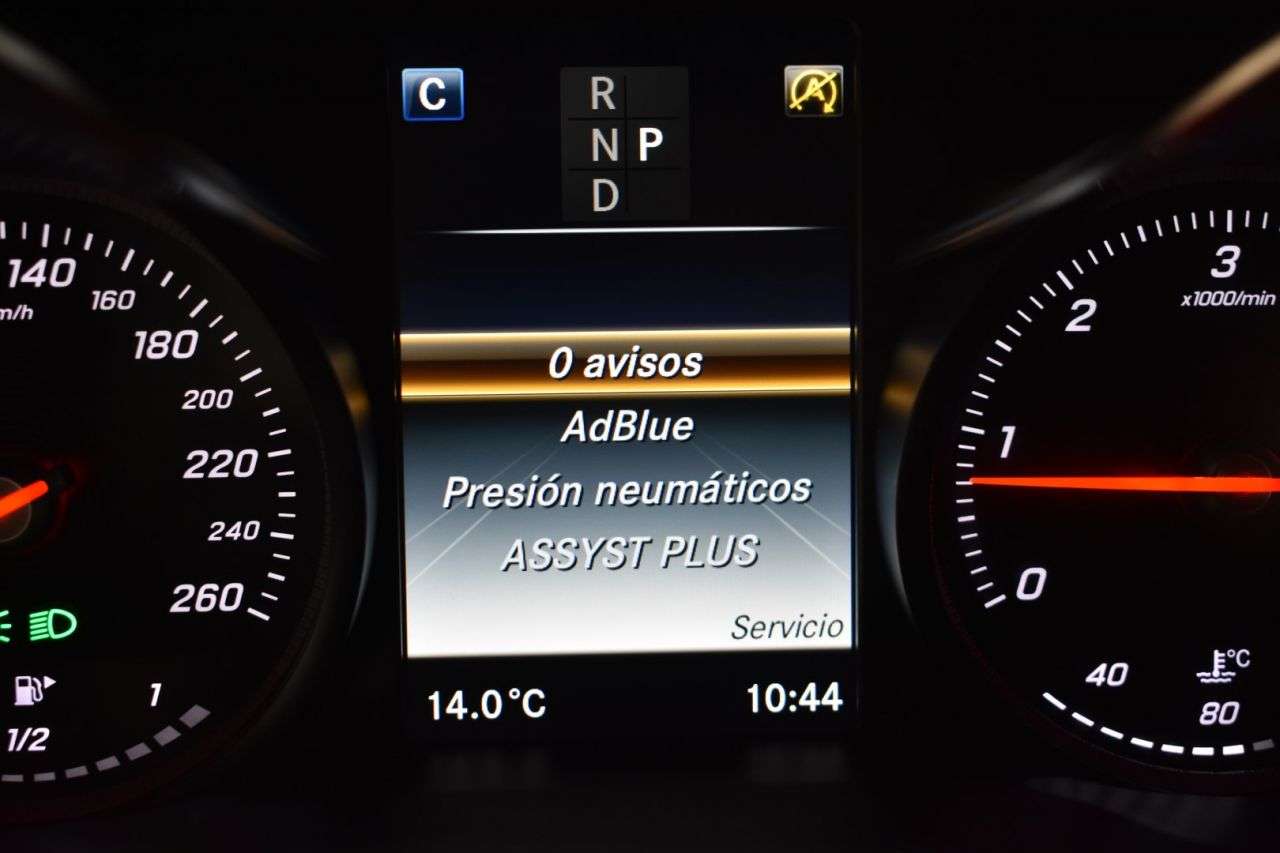 C
R
N P
D
A
140
160
km/h
180
200
220
240
260
1
1/2
0 avisos
AdBlue
Presión neumáticos
ASSYST PLUS
Servicio
14.0°C
10:44
3
x1000/min
2
1
0
°C
40
80